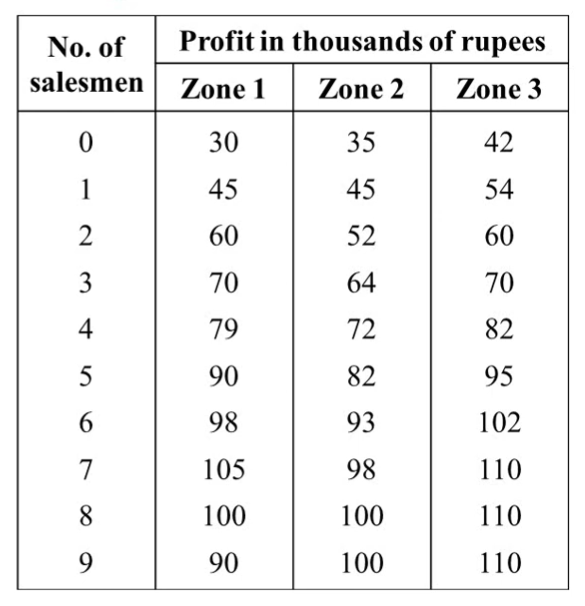 No. of salesmen Profit in thousands of rupees
Zone 1 Zone 2 Zone 3
0 30 35 42
1 45 45 54
2 60 52 60
3 70 64 70
4 79 72 82
5 90 82 95
6 98 93 102
7 105 98 110
8 100 100 110
9 90 100 110